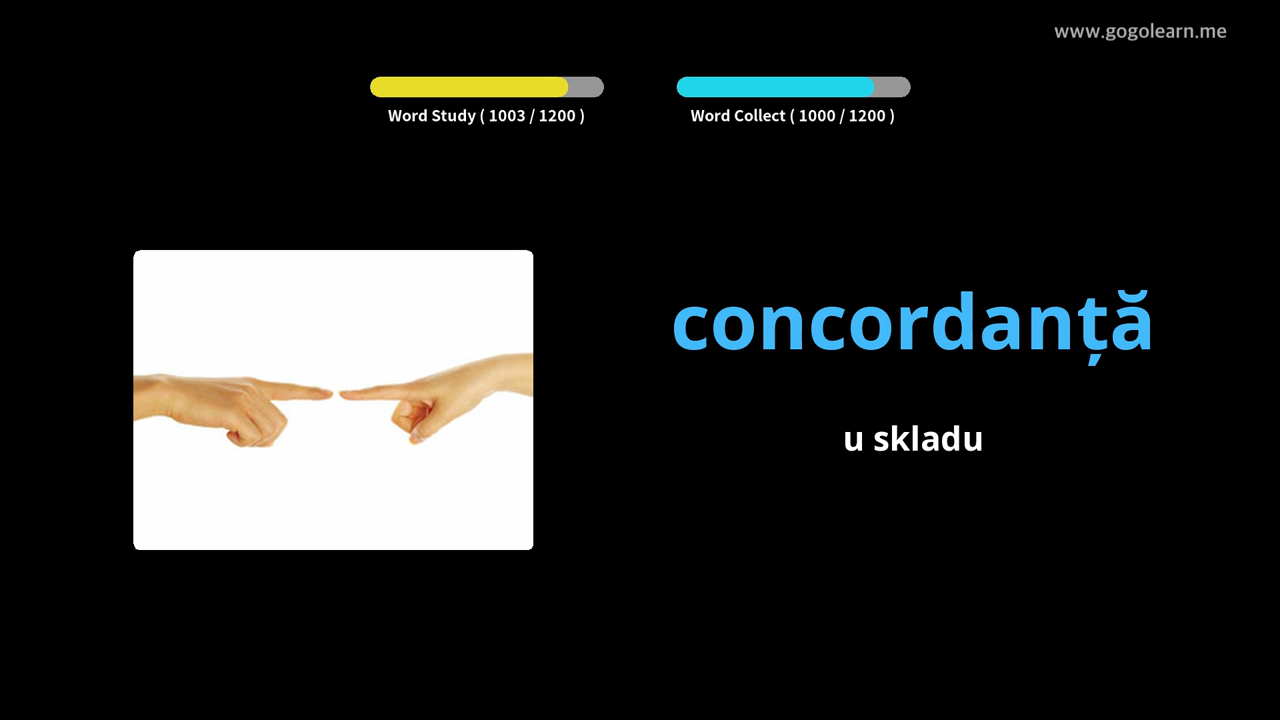 www.gogolearn.me
Word Study ( 1003 / 1200 )
Word Collect ( 1000 / 1200 )
concordanță
u skladu